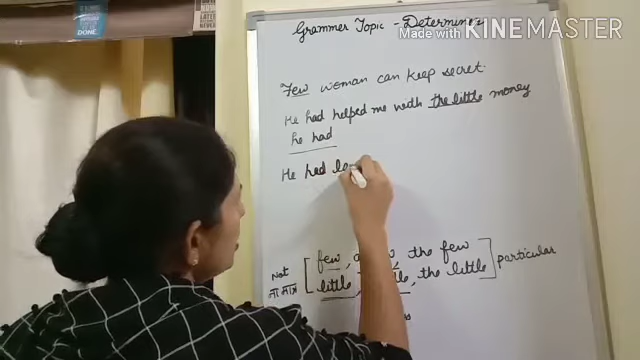 Made with KINEMASTER
DONE.
Grammer Topic - Determiners
Few woman can keep secret.
He had helped me with the little money
he had
He had
few, the few
Not
little, the little
particular